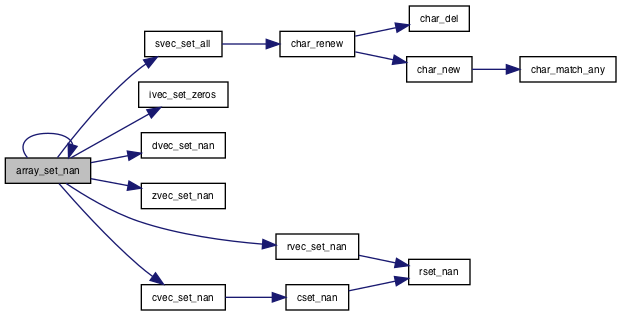 char_del
svec_set_all
char_renew
char_new
char_match_any
ivec_set_zeros
dvec_set_nan
array_set_nan
zvec_set_nan
rvec_set_nan
rset_nan
cvec_set_nan
cset_nan